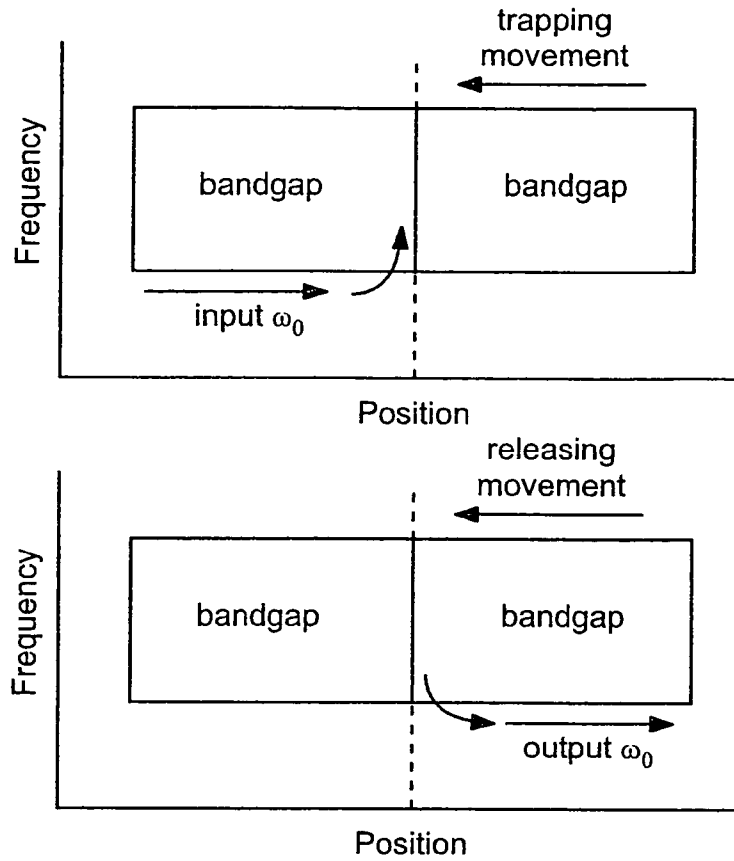 trapping
movement
Frequency
bandgap
bandgap
input ω0
Position
releasing
movement
Frequency
bandgap
bandgap
output ω0
Position